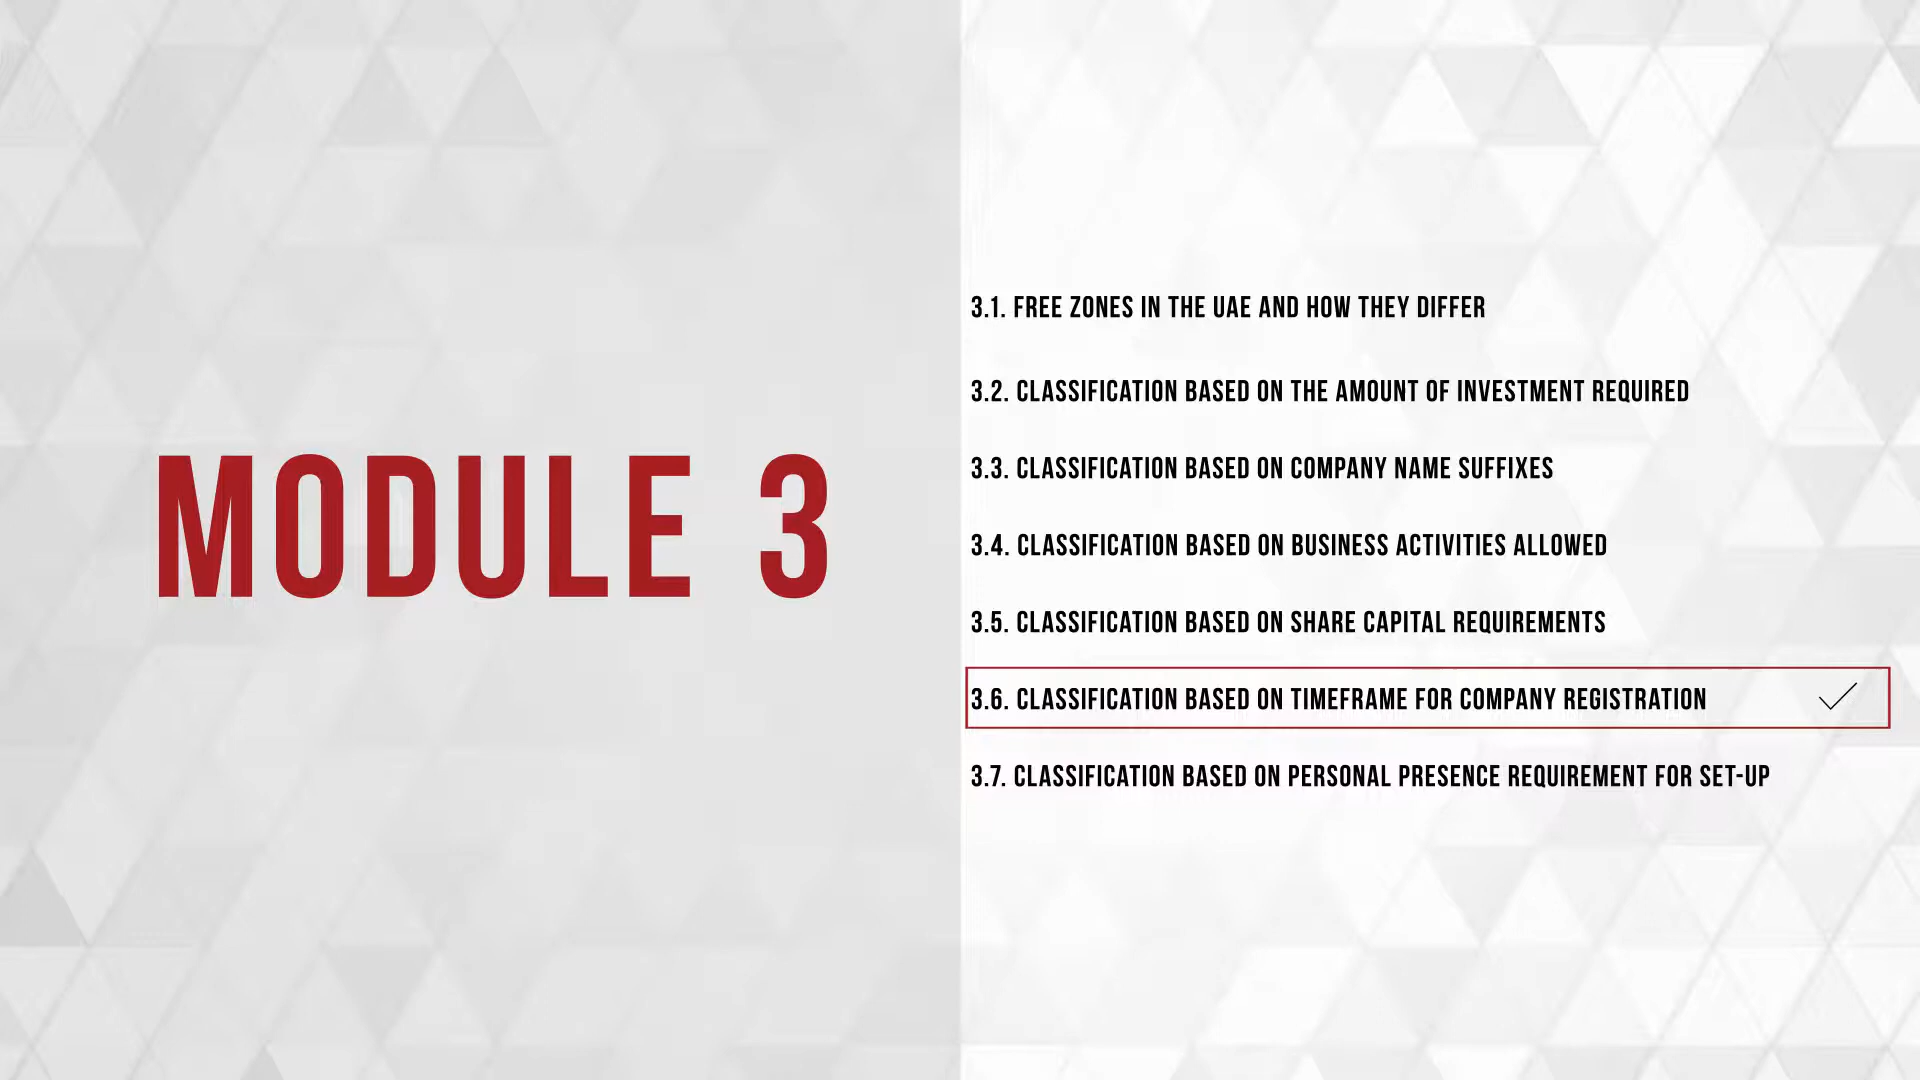 MODULE 3
3.1. FREE ZONES IN THE UAE AND HOW THEY DIFFER
3.2. CLASSIFICATION BASED ON THE AMOUNT OF INVESTMENT REQUIRED
3.3. CLASSIFICATION BASED ON COMPANY NAME SUFFIXES
3.4. CLASSIFICATION BASED ON BUSINESS ACTIVITIES ALLOWED
3.5. CLASSIFICATION BASED ON SHARE CAPITAL REQUIREMENTS
3.6. CLASSIFICATION BASED ON TIMEFRAME FOR COMPANY REGISTRATION
3.7. CLASSIFICATION BASED ON PERSONAL PRESENCE REQUIREMENT FOR SET-UP